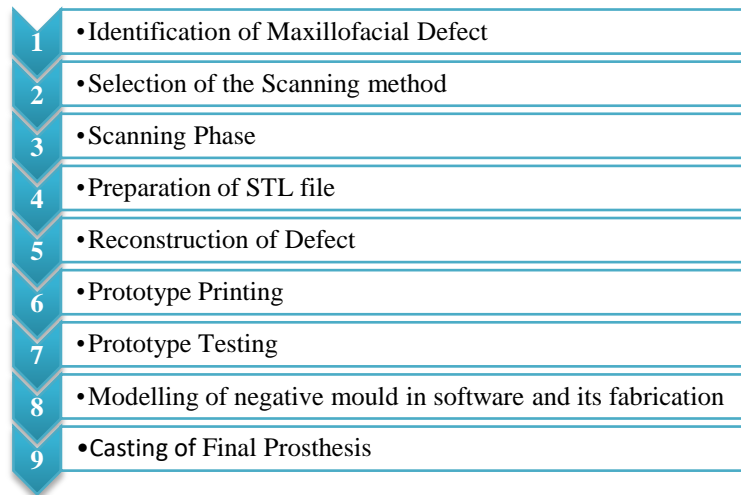 1 •Identification of Maxillofacial Defect
2 •Selection of the Scanning method
3 •Scanning Phase
4 •Preparation of STL file
5 •Reconstruction of Defect
6 •Prototype Printing
7 •Prototype Testing
8 •Modelling of negative mould in software and its fabrication
9 •Casting of Final Prosthesis